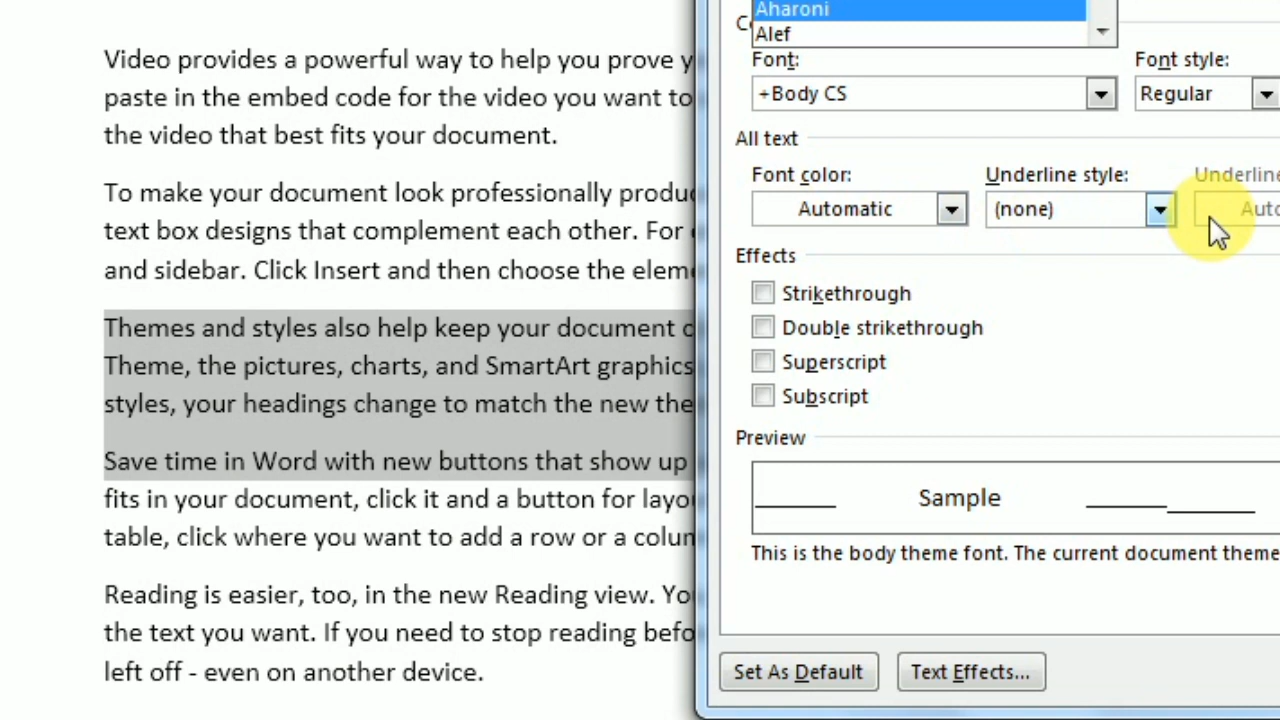 Video provides a powerful way to help you prove
paste in the embed code for the video you want to
the video that best fits your document.
To make your document look professionally
text box designs that complement each other. For
and sidebar. Click Insert and then choose the
Themes and styles also help keep your document
Theme, the pictures, charts, and SmartArt graphics
styles, your headings change to match the new
Save time in Word with new buttons that show up
fits in your document, click it and a button for
table, click where you want to add a row or a
Reading is easier, too, in the new Reading view.
the text you want. If you need to stop reading
left off - even on another device.
Aharoni
Alef
Font:
Font style:
+Body CS
Regular
All text
Font color:
Underline style:
Underline
Automatic
(none)
Effects
Strikethrough
Double strikethrough
Superscript
Subscript
Preview
Sample
This is the body theme font. The current document theme
Set As Default
Text Effects...